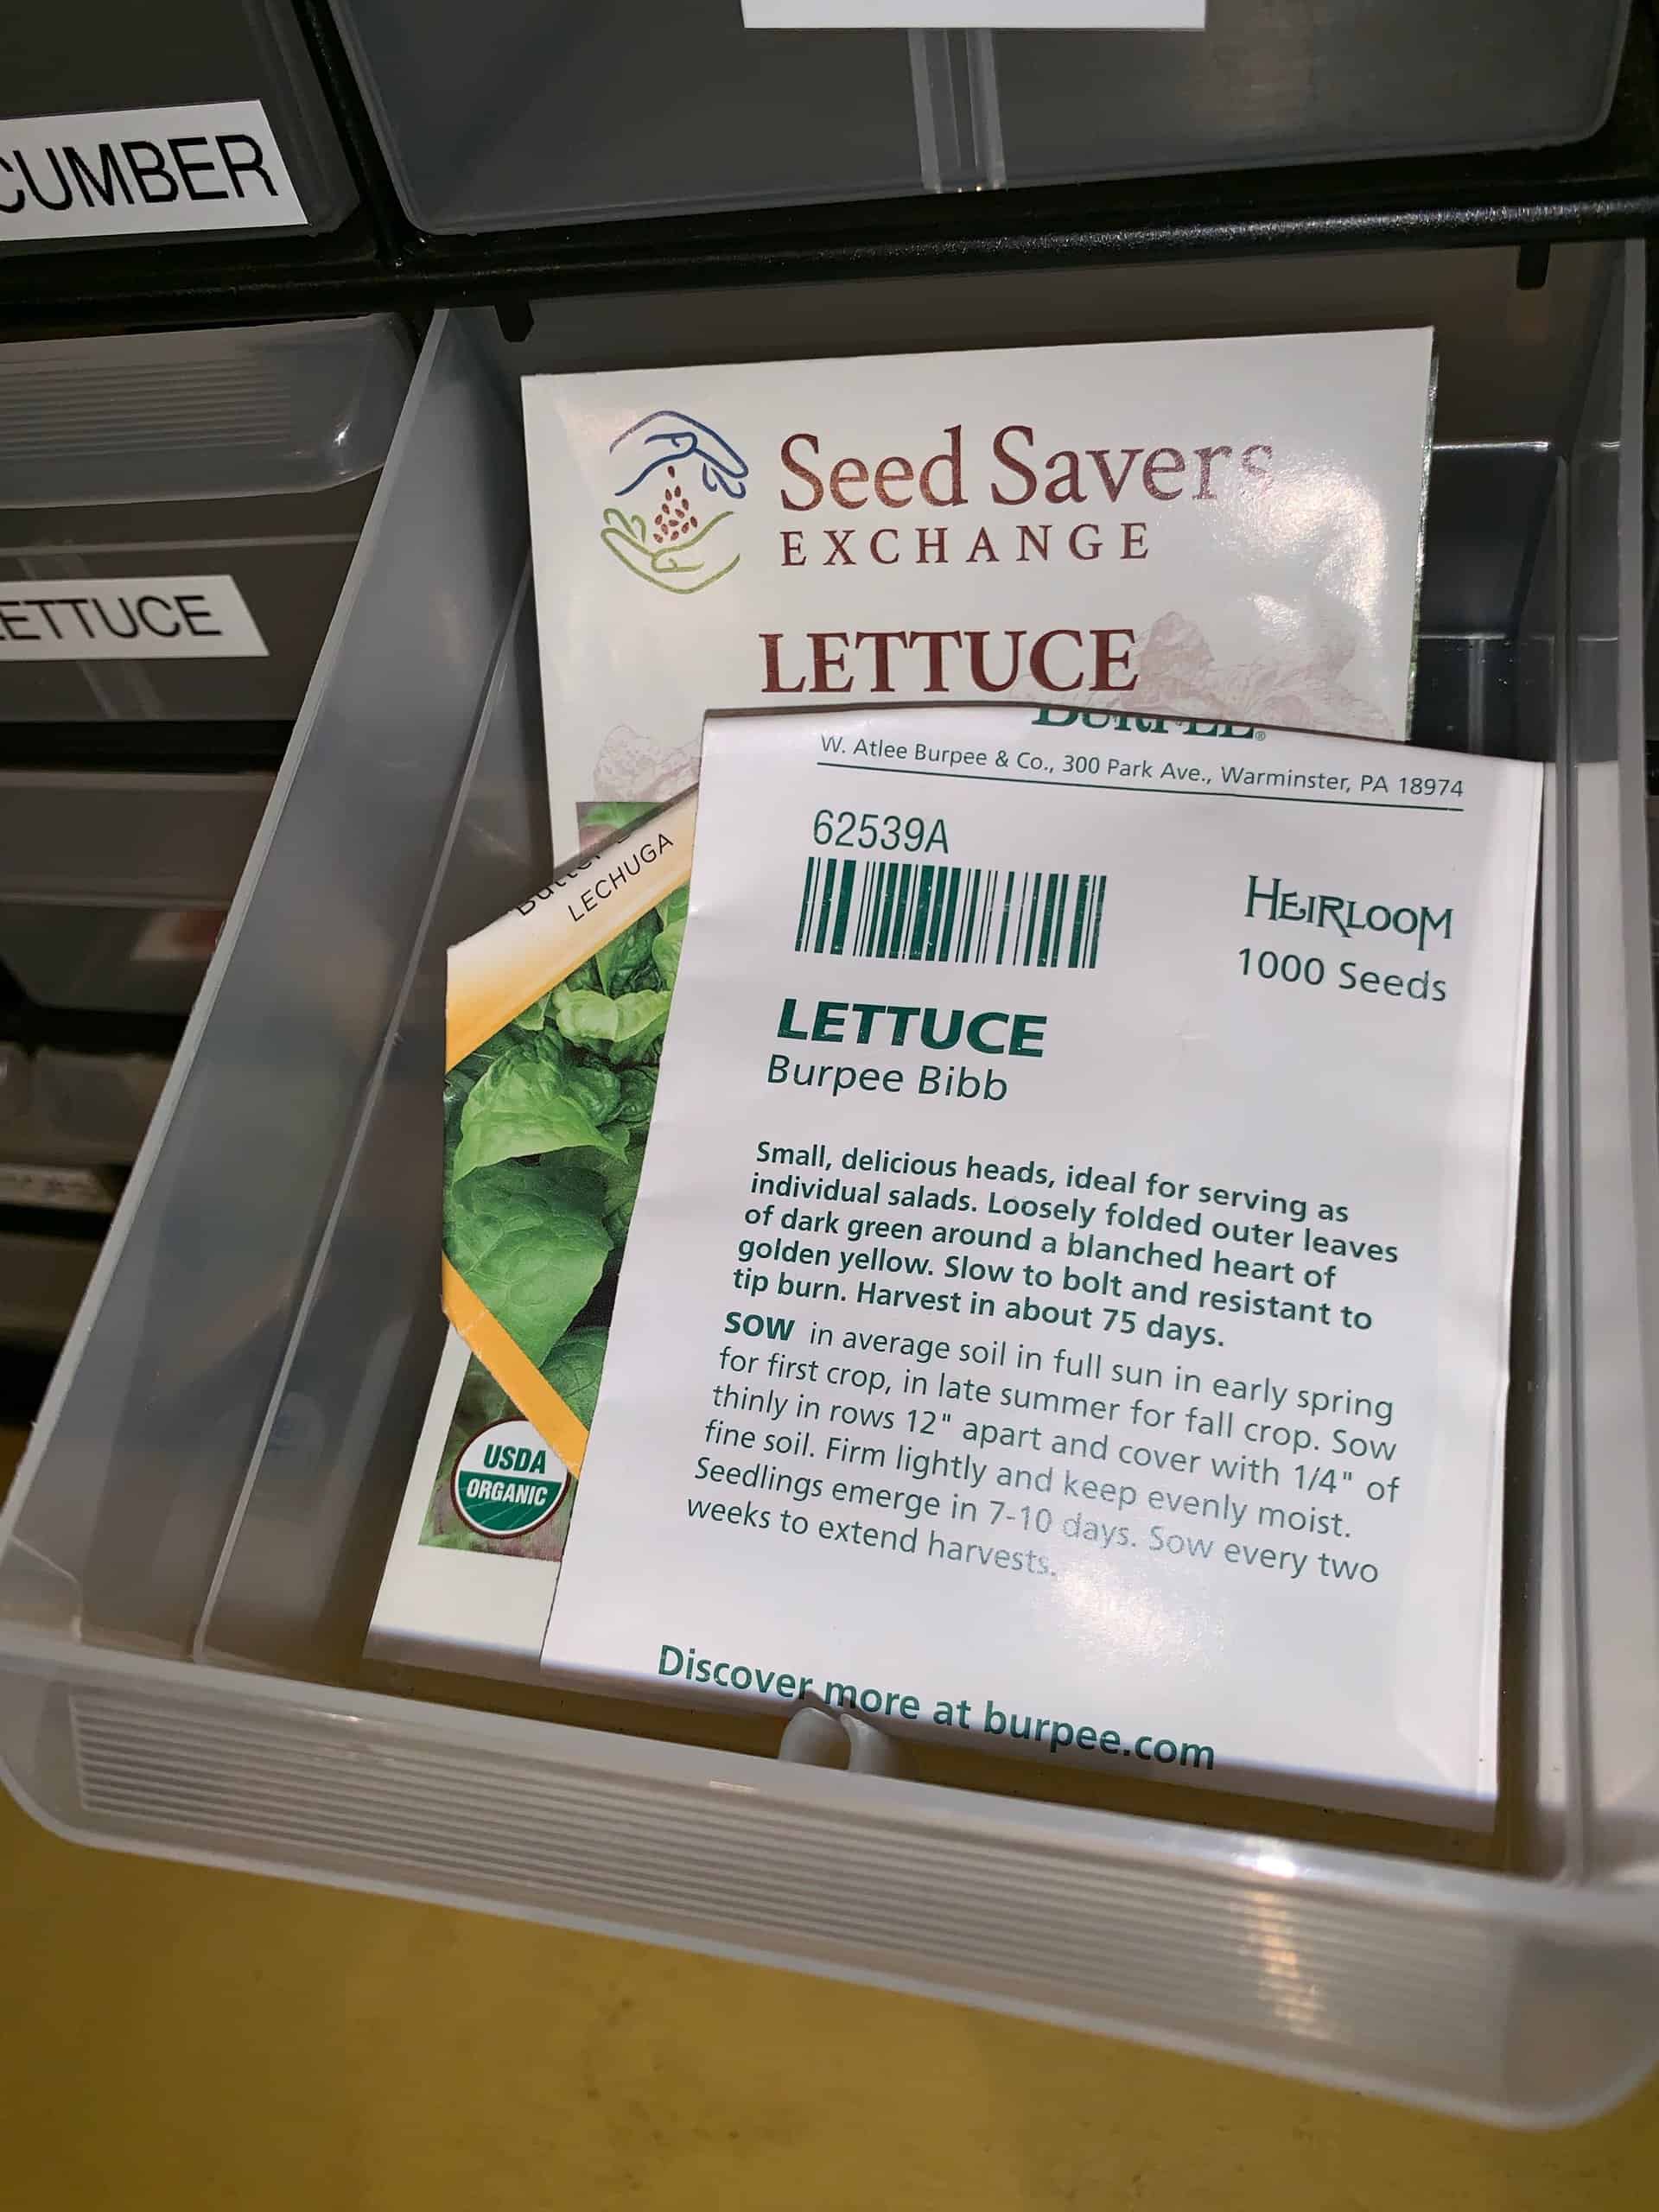 CUMBER
ETTUCE
Seed Savers
EXCHANGE
LETTUCE
BURPEE®
W. Atlee Burpee & Co., 300 Park Ave., Warminster, PA 18974
62539A
HEIRLOOM
1000 Seeds
LETTUCE
Burpee Bibb
Small, delicious heads, ideal for serving as
individual salads. Loosely folded outer leaves
of dark green around a blanched heart of
golden yellow. Slow to bolt and resistant to
tip burn. Harvest in about 75 days.
SOW in average soil in full sun in early spring
for first crop, in late summer for fall crop. Sow
thinly in rows 12" apart and cover with 1/4" of
fine soil. Firm lightly and keep evenly moist.
Seedlings emerge in 7-10 days. Sow every two
weeks to extend harvests.
Discover more at burpee.com
LECHUGA
USDA
ORGANIC